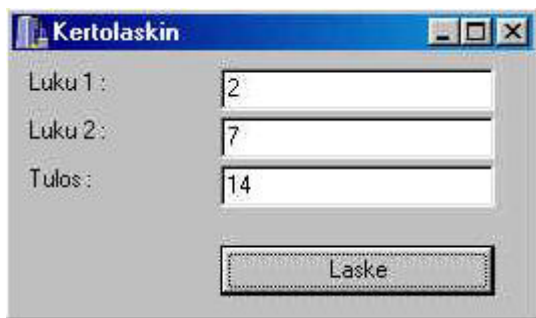 Kertolaskin
Luku 1 : 2
Luku 2 : 7
Tulos : 14
Laske